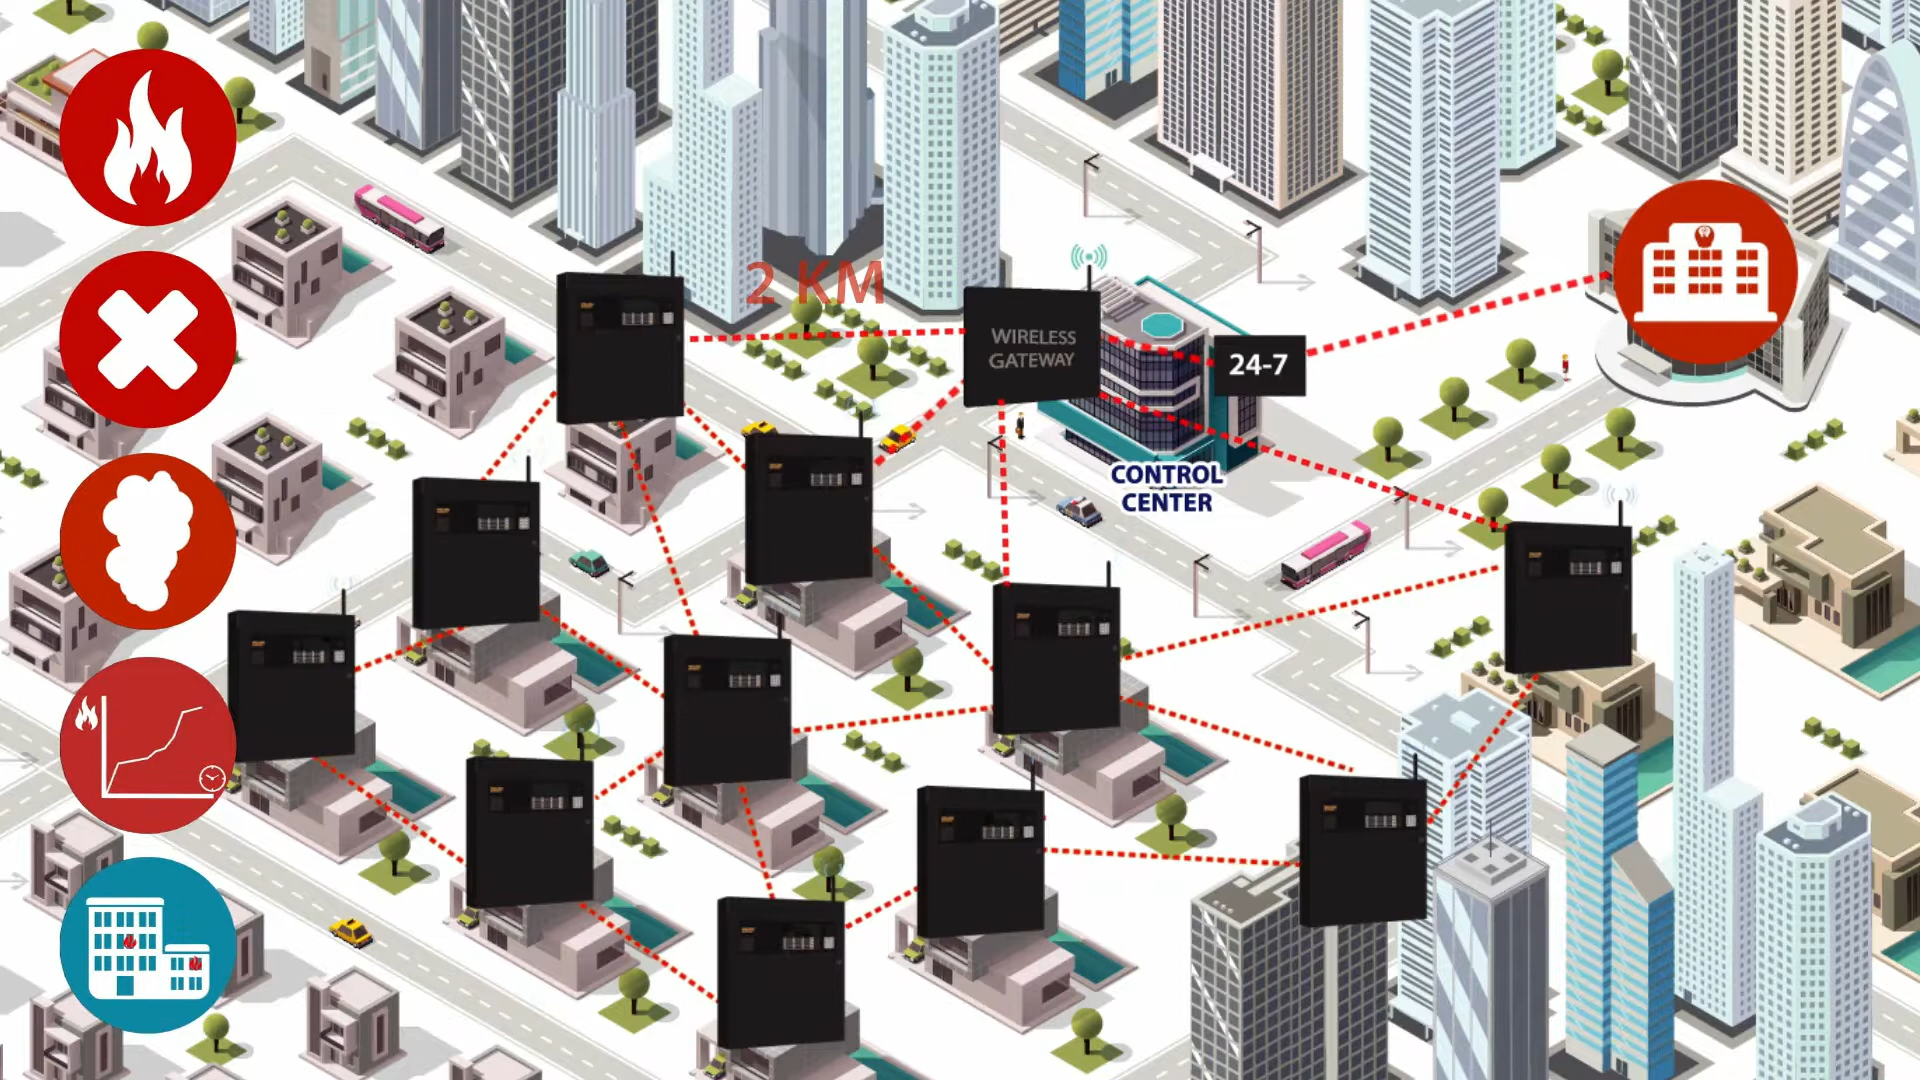 2 KM
WIRELESS
GATEWAY
24-7
CONTROL
CENTER